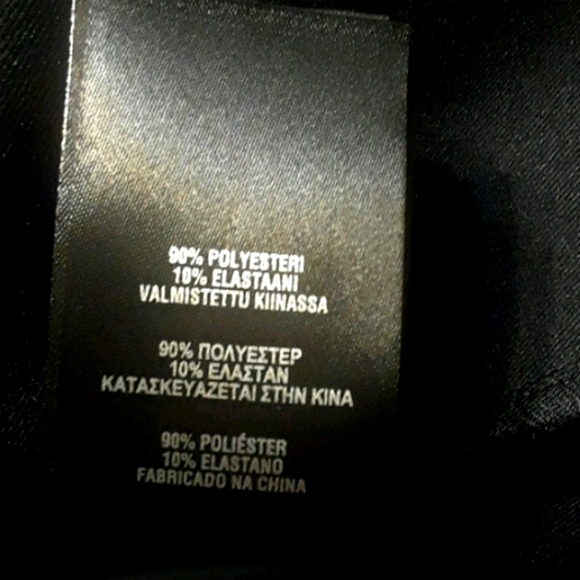 90% POLYESTERI
10% ELASTAANI
VALMISTETTU KIINASSA
90% ΠΟΛΥΕΣΤΕΡ
10% ΕΛΑΣΤΑΝ
ΚΑΤΑΣΚΕΥΑΖΕΤΑΙ ΣΤΗΝ ΚΙΝΑ
90% POLIÉSTER
10% ELASTANO
FABRICADO NA CHINA